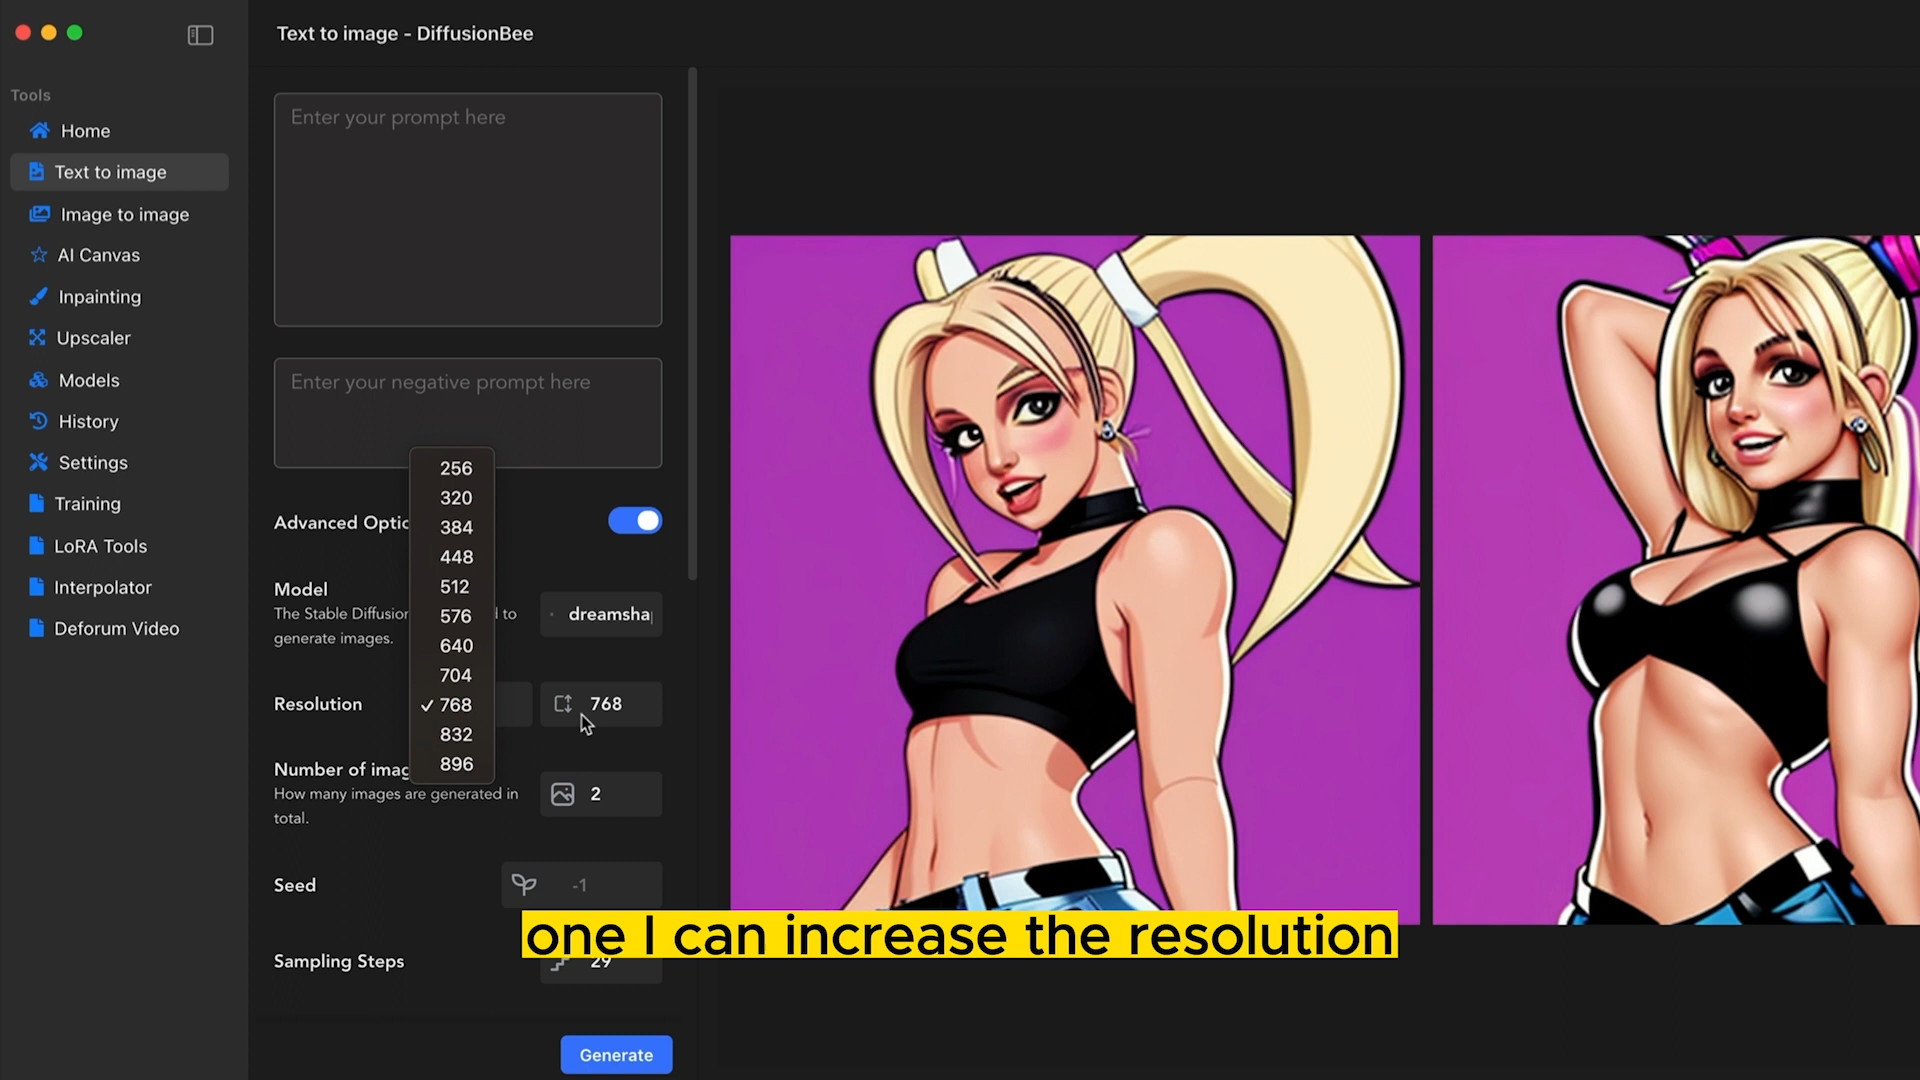 Text to image - DiffusionBee
Tools
Home
Text to image
Image to image
AI Canvas
Inpainting
Upscaler
Models
History
Settings
Training
LoRA Tools
Interpolator
Deforum Video
Enter your prompt here
Enter your negative prompt here
256
320
384
448
512
576
640
704
✓ 768
832
896
Advanced Optio
Model
The Stable Diffusion d to
generate images.
dreamsha
Resolution
768
Number of imag
How many images are generated in
total.
2
Seed
-1
one I can increase the resolution
Sampling Steps
29
Generate